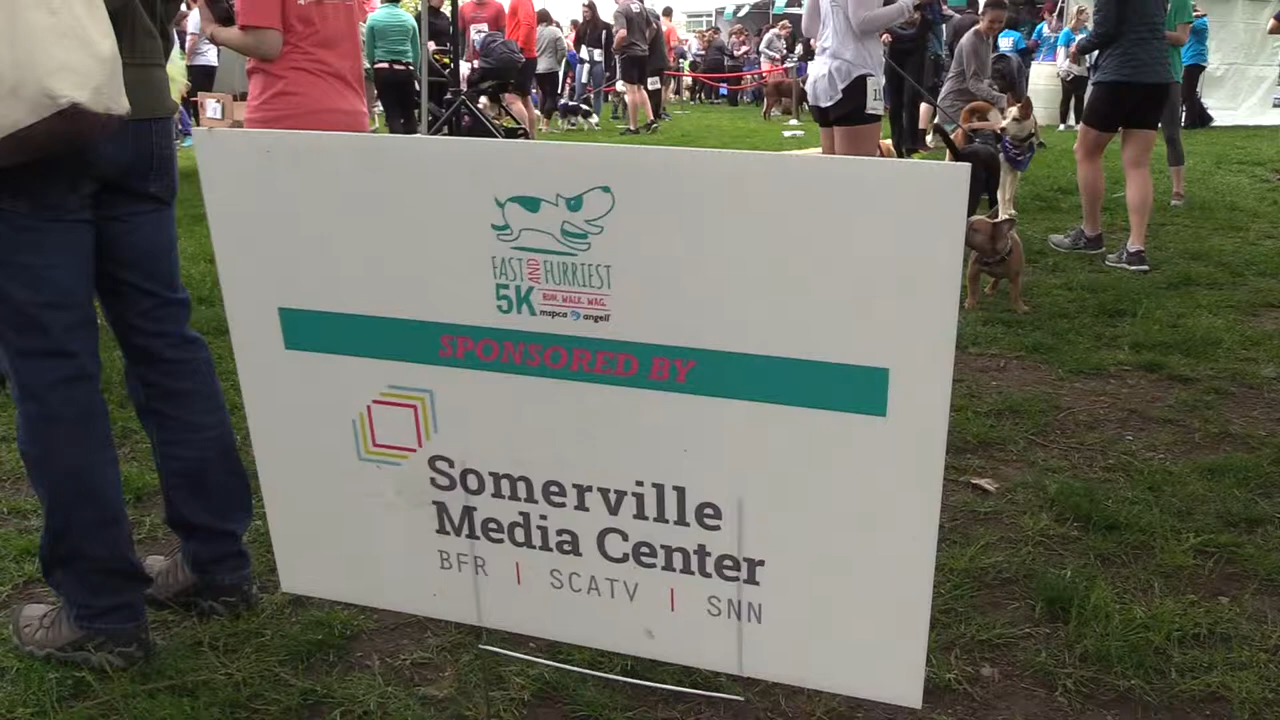 FAST AND FURRIEST
5K RUN. WALK. WAG.
mspca angell
SPONSORED BY
Somerville
Media Center
BFR | SCATV | SNN